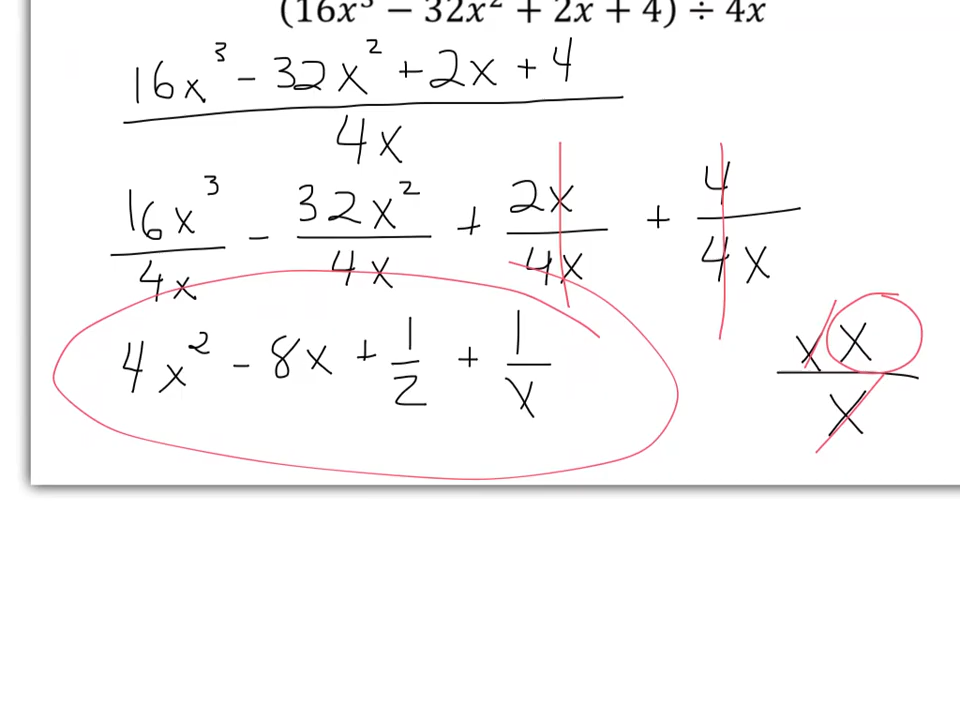 (16x³ − 32x² + 2x + 4) ÷ 4x
16x³ - 32x² + 2x + 4
4x
16x³/4x - 32x²/4x + 2x/4x + 4/4x
4x² - 8x + 1/2 + 1/x
x x
x